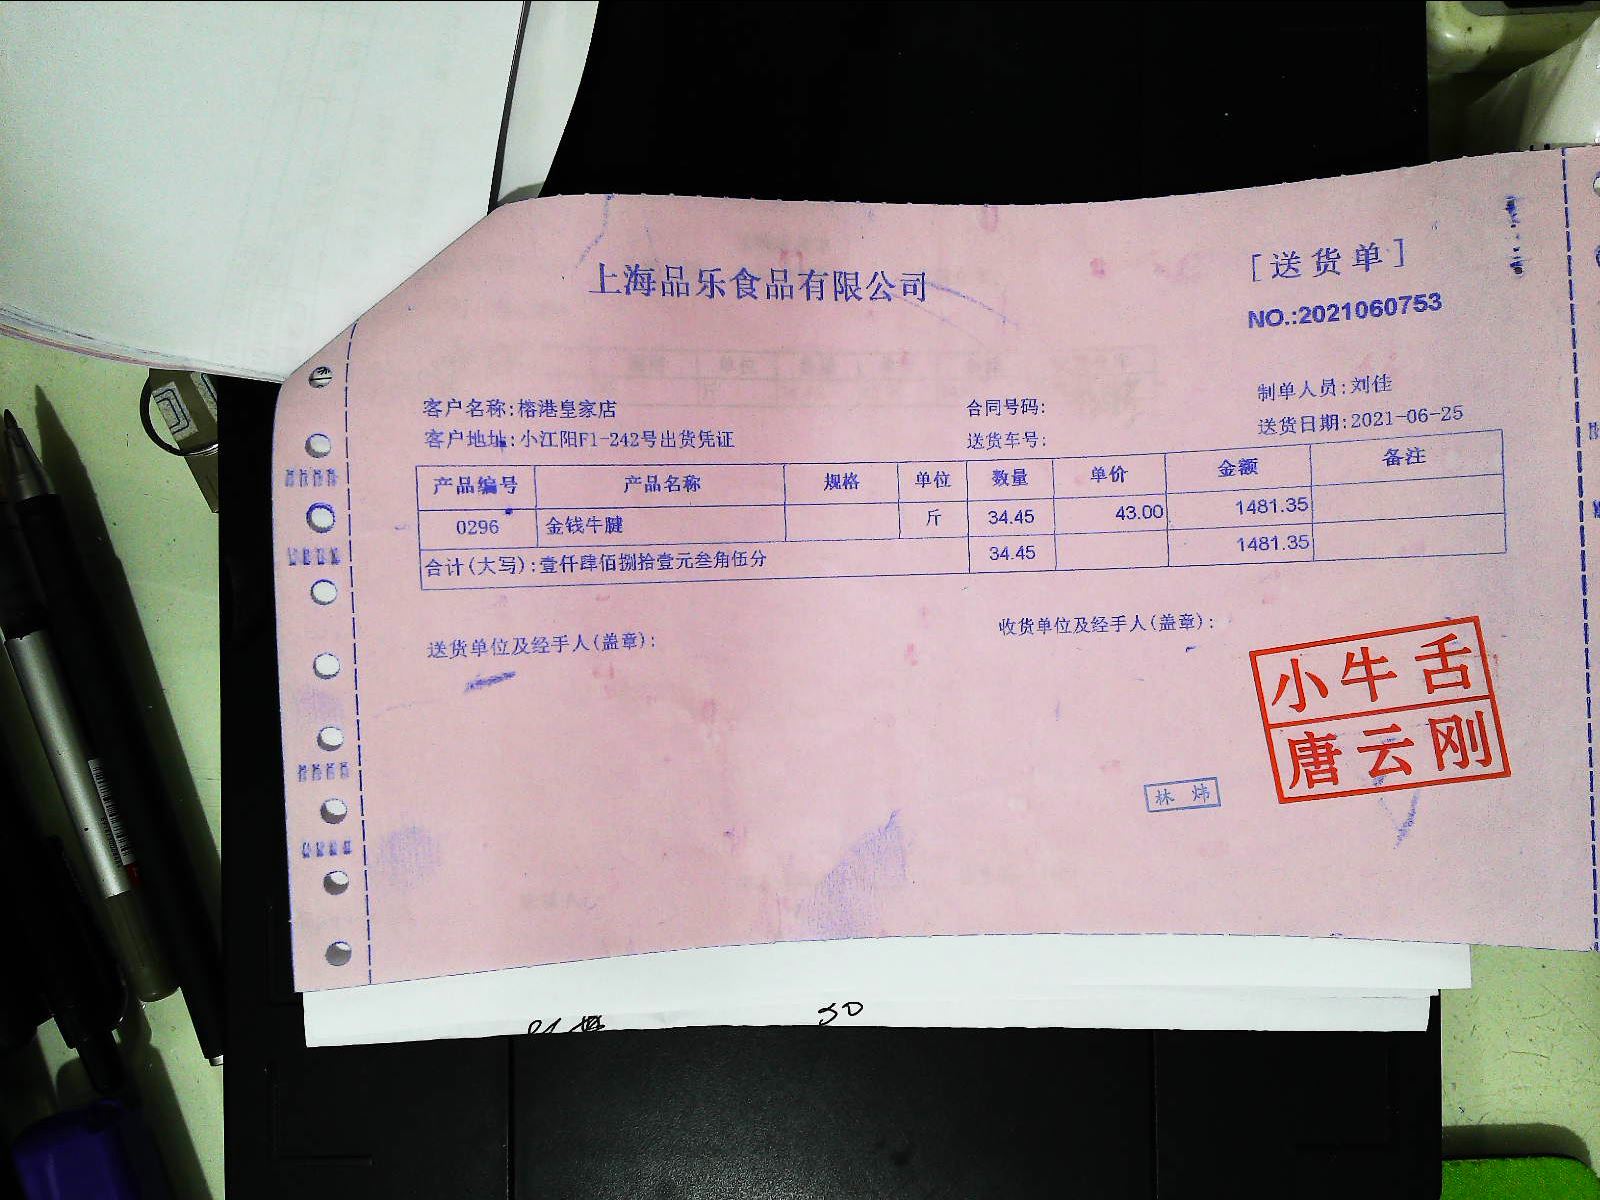 上海品乐食品有限公司
[送货单]
NO.:2021060753
制单人员:刘佳
客户名称:榕港皇家店 合同号码:
送货日期:2021-06-25
客户地址:小江阳F1-242号出货凭证 送货车号:
产品编号 产品名称 规格 单位 数量 单价 金额 备注
0296 金钱牛腱 斤 34.45 43.00 1481.35
合计(大写):壹仟肆佰捌拾壹元叁角伍分 34.45 1481.35
送货单位及经手人(盖章): 收货单位及经手人(盖章):
小牛舌
唐云刚
林炜
50